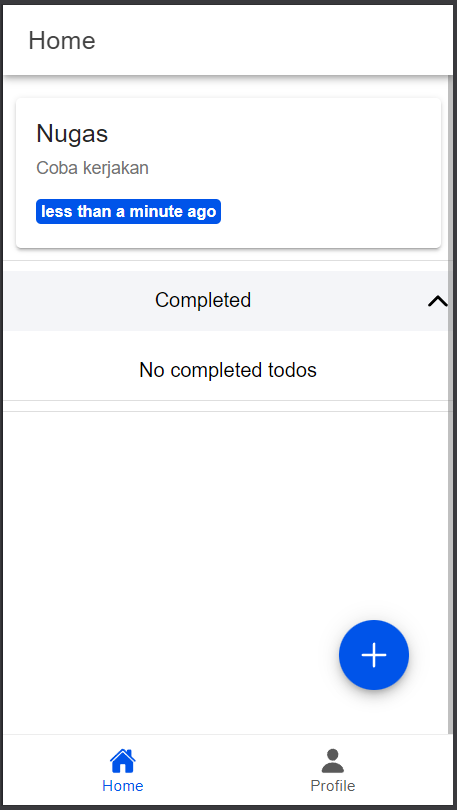 Home
Nugas
Coba kerjakan
less than a minute ago
Completed
No completed todos
Home
Profile